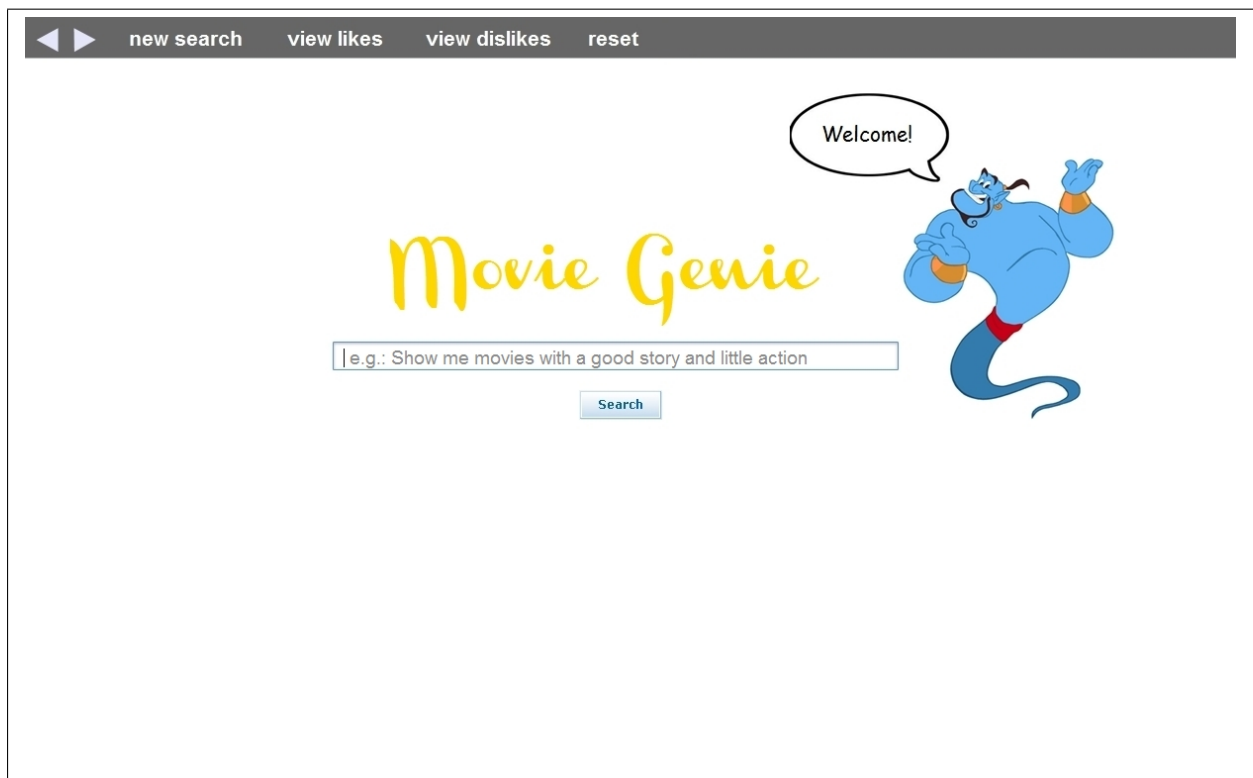 new search view likes view dislikes reset
Welcome!
Movie Genie
e.g.: Show me movies with a good story and little action
Search